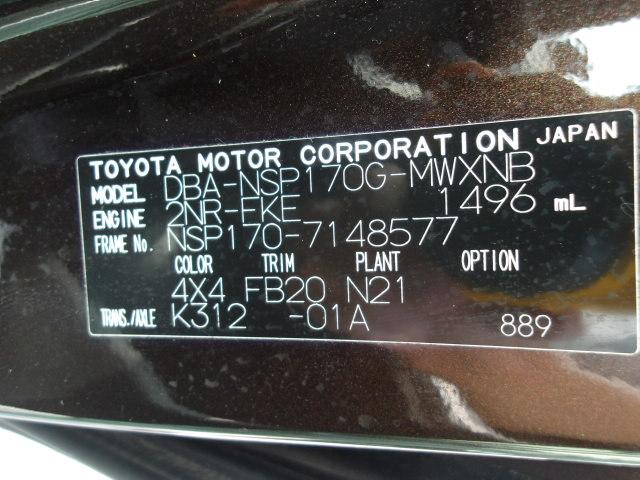 TOYOTA MOTOR CORPORATION JAPAN
MODEL DBA-NSP170G-MWXNB
ENGINE 2NR-FKE 1496 mL
FRAME No. NSP170-7148577
COLOR TRIM PLANT OPTION
4X4 FB20 N21
TRANS./AXLE K312 -01A 889